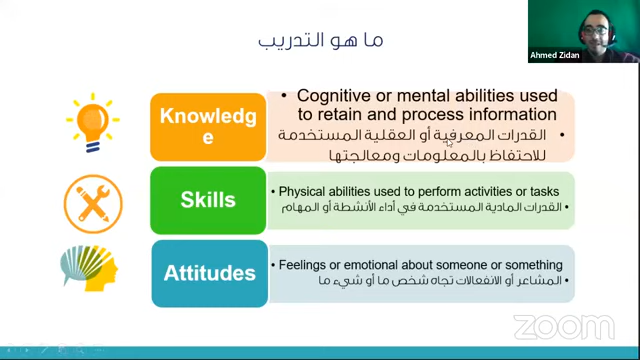 ما هو التدريب
Ahmed Zidan
Knowledg
e
• Cognitive or mental abilities used
to retain and process information
• القدرات المعرفية أو العقلية المستخدمة
للاحتفاظ بالمعلومات ومعالجتها
Skills
• Physical abilities used to perform activities or tasks
• القدرات المادية المستخدمة في أداء الأنشطة أو المهام
Attitudes
• Feelings or emotional about someone or something
• المشاعر أو الانفعالات تجاه شخص ما أو شيء ما
zoom